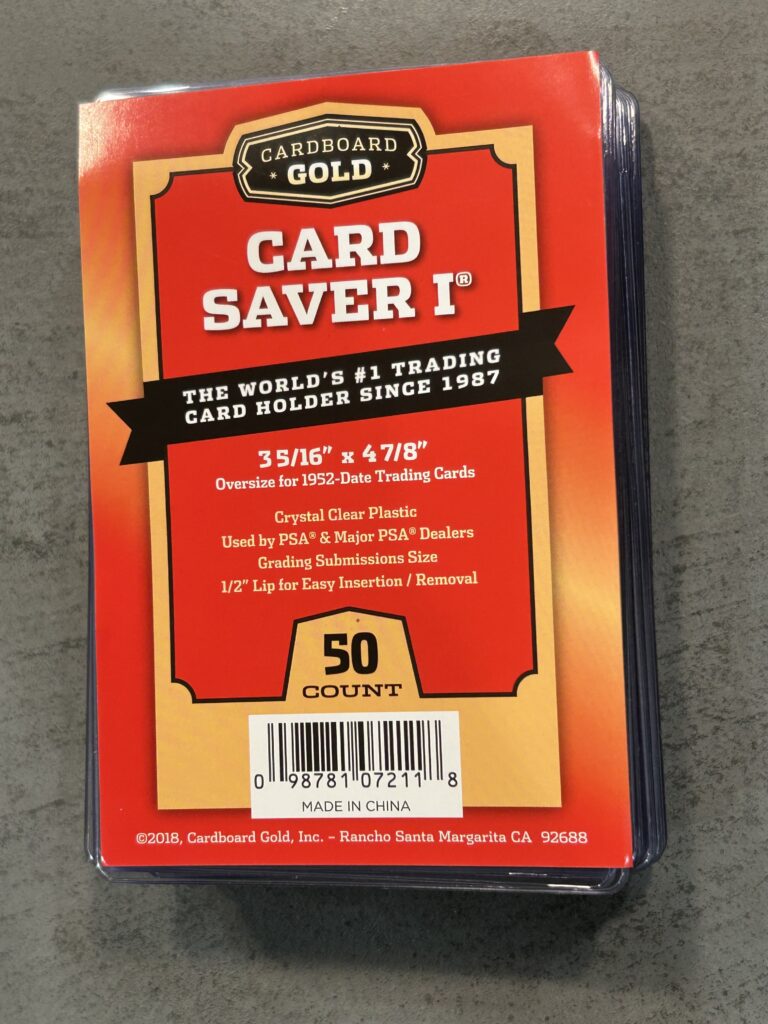 CARDBOARD
* GOLD *
CARD
SAVER I®
THE WORLD'S #1 TRADING
CARD HOLDER SINCE 1987
3 5/16" x 4 7/8"
Oversize for 1952-Date Trading Cards
Crystal Clear Plastic
Used by PSA® & Major PSA® Dealers
Grading Submissions Size
1/2" Lip for Easy Insertion / Removal
50
COUNT
0 98781 07211 8
MADE IN CHINA
©2018, Cardboard Gold, Inc. – Rancho Santa Margarita CA 92688